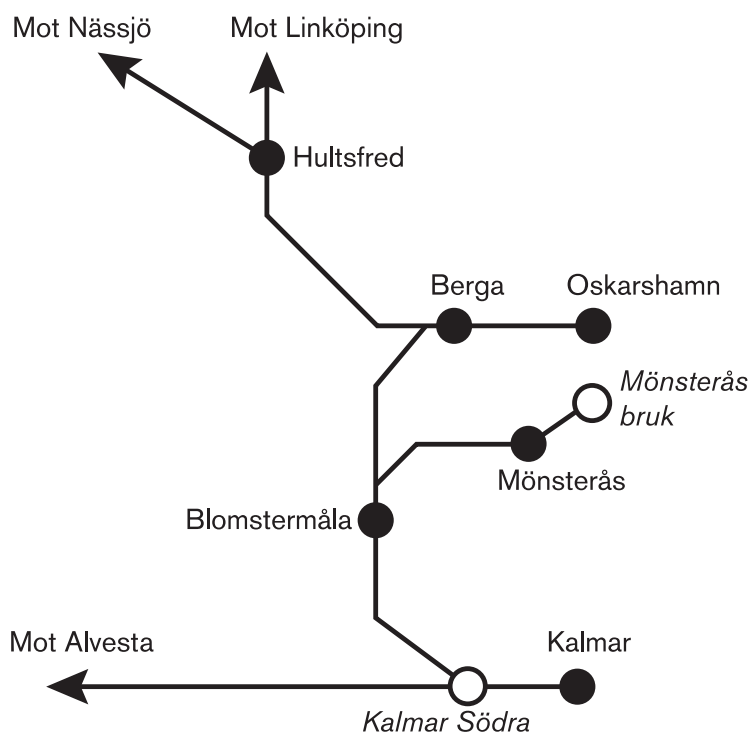 Mot Nässjö
Mot Linköping
Hultsfred
Berga
Oskarshamn
Mönsterås
bruk
Mönsterås
Blomstermåla
Mot Alvesta
Kalmar
Kalmar Södra